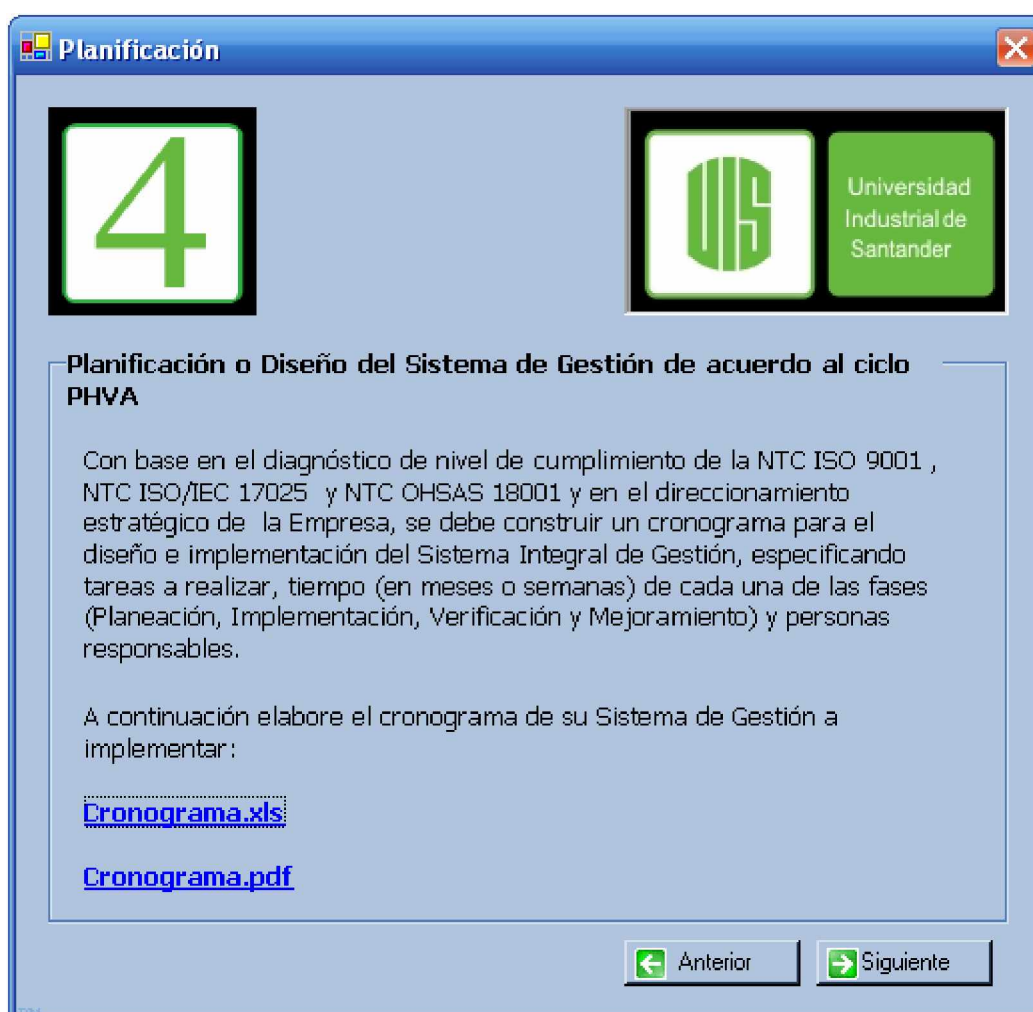 Planificación
4
UIS
Universidad
Industrial de
Santander
Planificación o Diseño del Sistema de Gestión de acuerdo al ciclo
PHVA
Con base en el diagnóstico de nivel de cumplimiento de la NTC ISO 9001 ,
NTC ISO/IEC 17025 y NTC OHSAS 18001 y en el direccionamiento
estratégico de la Empresa, se debe construir un cronograma para el
diseño e implementación del Sistema Integral de Gestión, especificando
tareas a realizar, tiempo (en meses o semanas) de cada una de las fases
(Planeación, Implementación, Verificación y Mejoramiento) y personas
responsables.
A continuación elabore el cronograma de su Sistema de Gestión a
implementar:
Cronograma.xls
Cronograma.pdf
Anterior
Siguiente